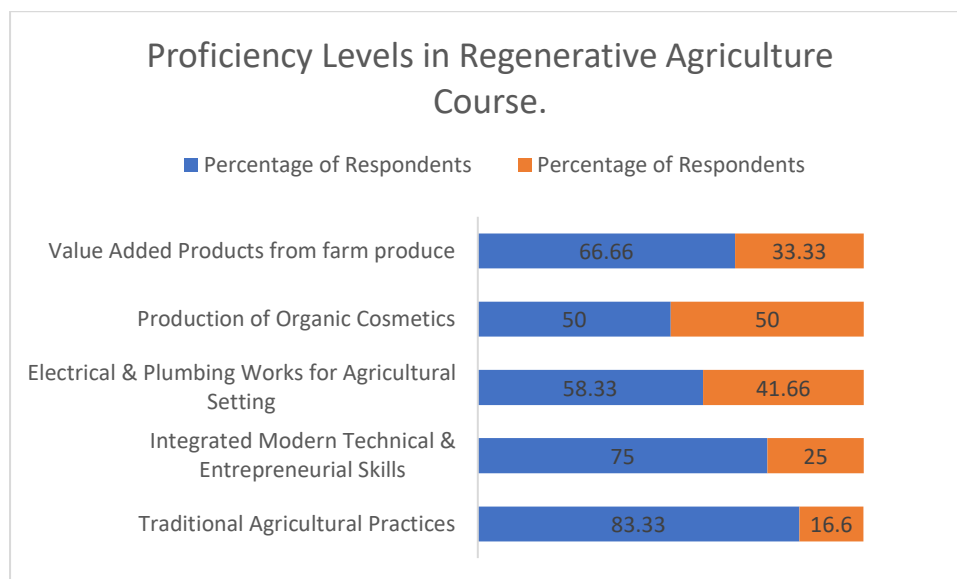 Proficiency Levels in Regenerative Agriculture
Course.
Percentage of Respondents Percentage of Respondents
Value Added Products from farm produce 66.66 33.33
Production of Organic Cosmetics 50 50
Electrical & Plumbing Works for Agricultural
Setting 58.33 41.66
Integrated Modern Technical &
Entrepreneurial Skills 75 25
Traditional Agricultural Practices 83.33 16.6